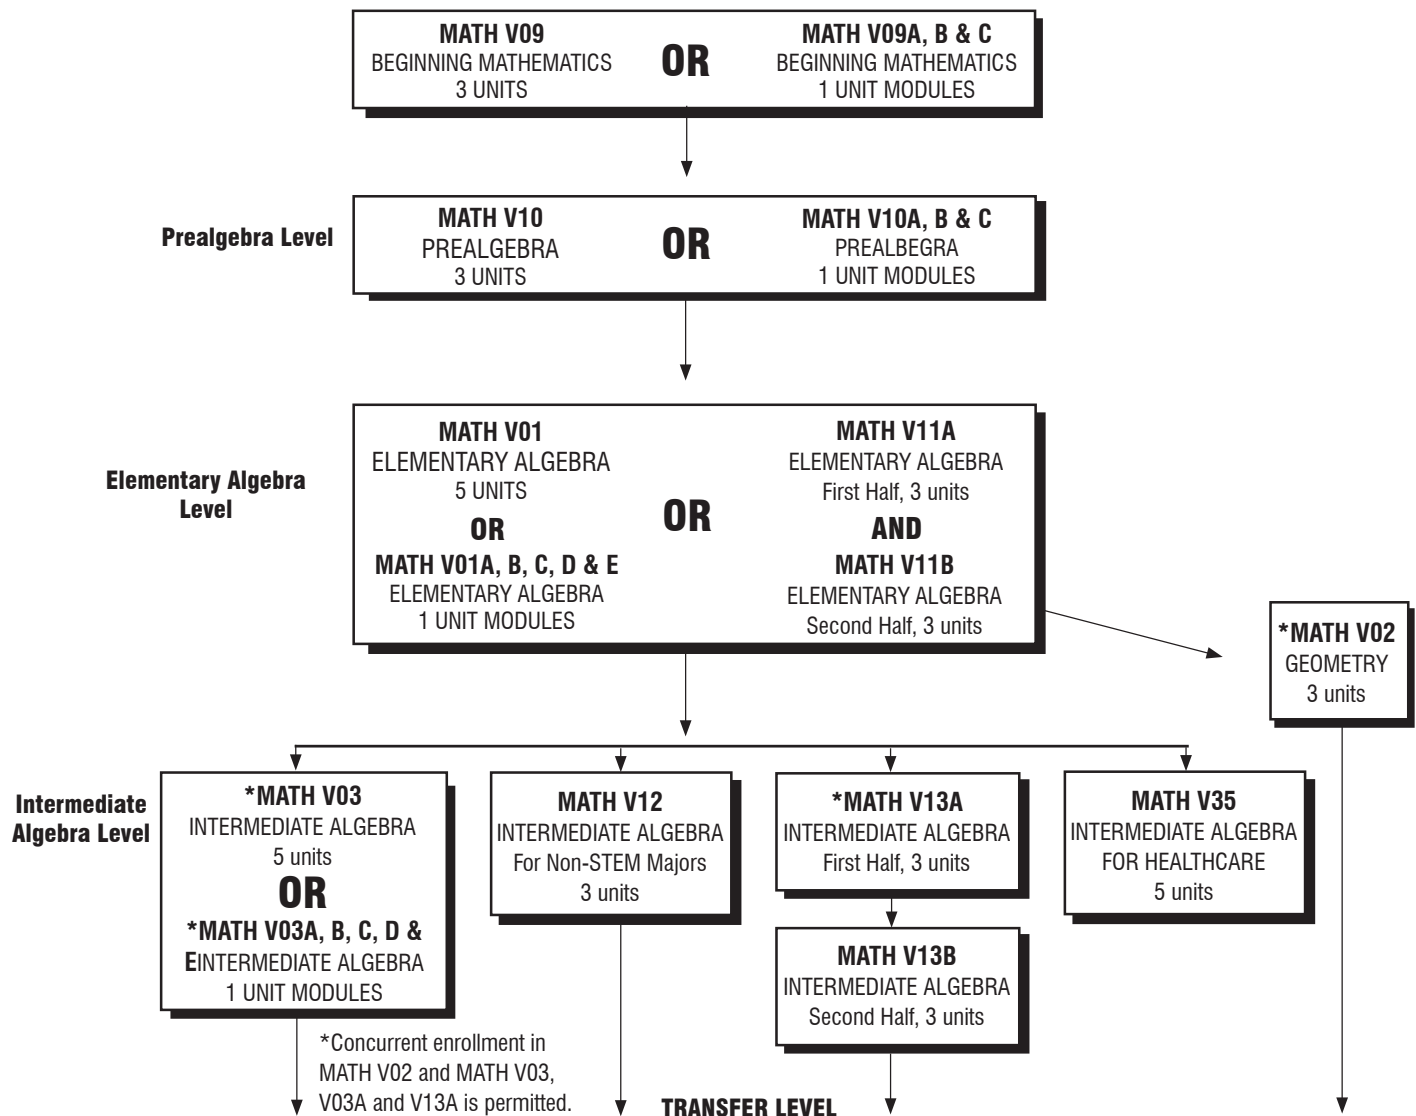 MATH V09
BEGINNING MATHEMATICS
3 UNITS
OR
MATH V09A, B & C
BEGINNING MATHEMATICS
1 UNIT MODULES
Prealgebra Level
MATH V10
PREALGEBRA
3 UNITS
OR
MATH V10A, B & C
PREALBEGRA
1 UNIT MODULES
Elementary Algebra
Level
MATH V01
ELEMENTARY ALGEBRA
5 UNITS
OR
MATH V01A, B, C, D & E
ELEMENTARY ALGEBRA
1 UNIT MODULES
OR
MATH V11A
ELEMENTARY ALGEBRA
First Half, 3 units
AND
MATH V11B
ELEMENTARY ALGEBRA
Second Half, 3 units
*MATH V02
GEOMETRY
3 units
Intermediate
Algebra Level
*MATH V03
INTERMEDIATE ALGEBRA
5 units
OR
*MATH V03A, B, C, D &
EINTERMEDIATE ALGEBRA
1 UNIT MODULES
MATH V12
INTERMEDIATE ALGEBRA
For Non-STEM Majors
3 units
*MATH V13A
INTERMEDIATE ALGEBRA
First Half, 3 units
MATH V13B
INTERMEDIATE ALGEBRA
Second Half, 3 units
MATH V35
INTERMEDIATE ALGEBRA
FOR HEALTHCARE
5 units
*Concurrent enrollment in
MATH V02 and MATH V03,
V03A and V13A is permitted.
TRANSFER LEVEL